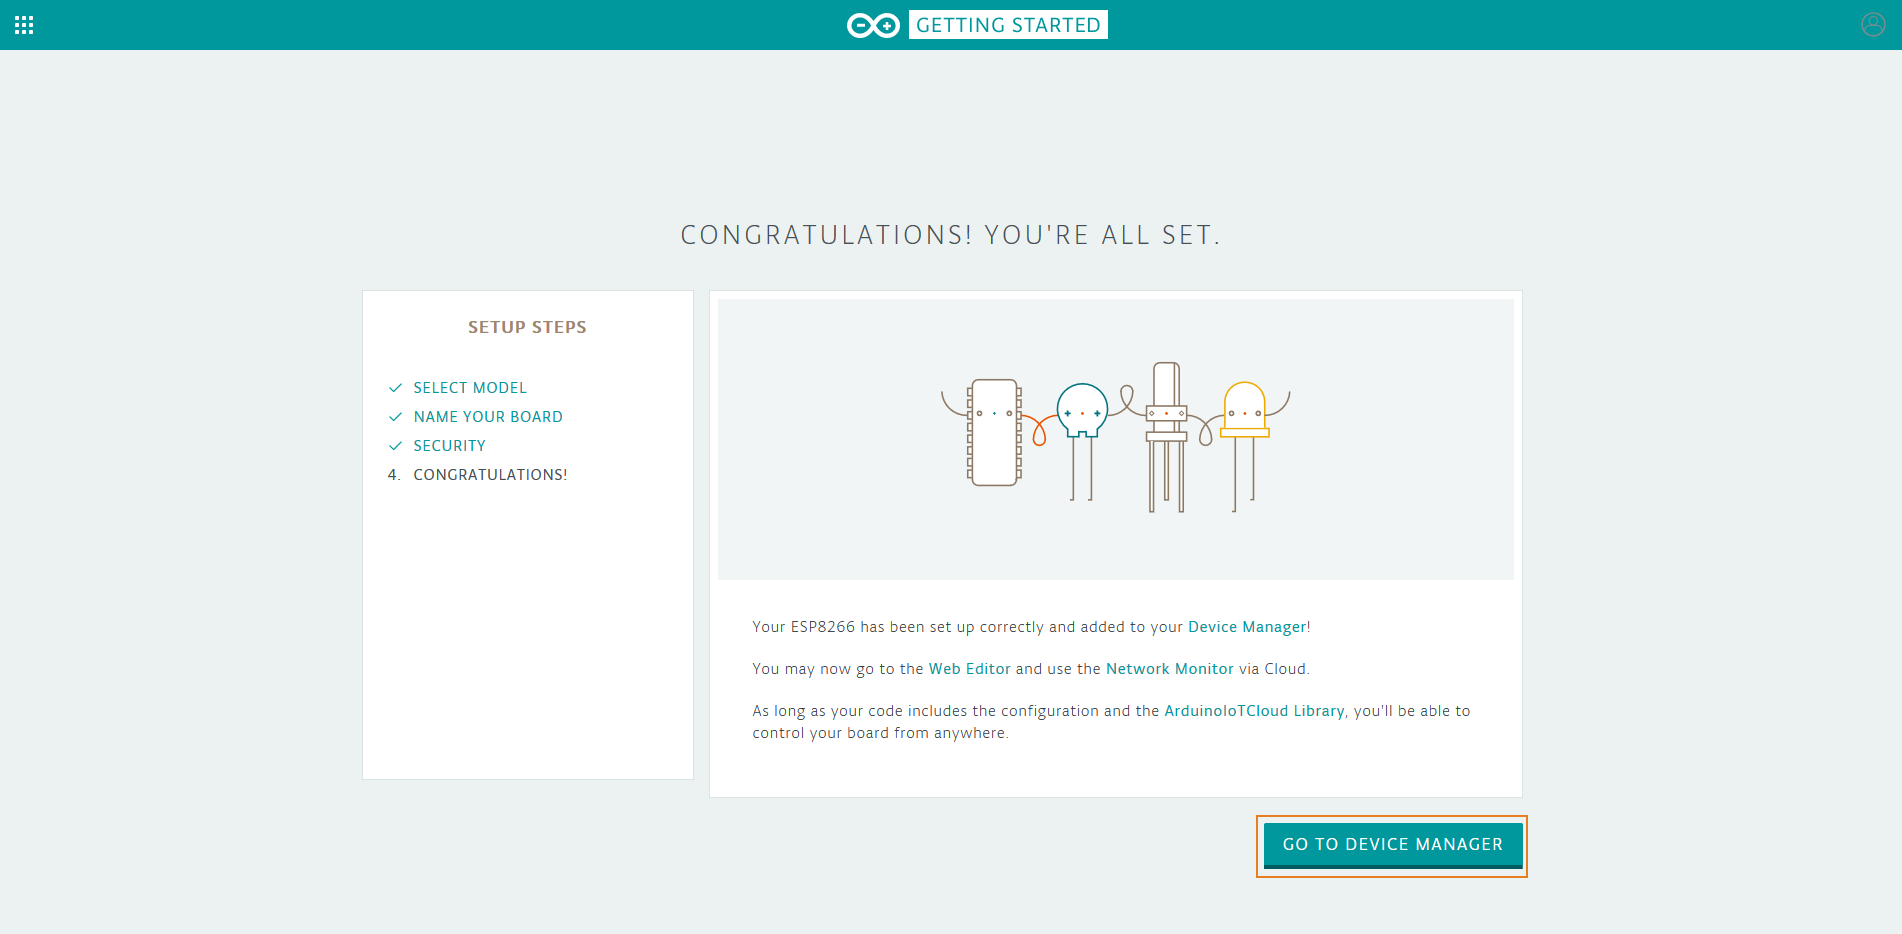 GETTING STARTED
CONGRATULATIONS! YOU'RE ALL SET.
SETUP STEPS
SELECT MODEL
NAME YOUR BOARD
SECURITY
4. CONGRATULATIONS!
Your ESP8266 has been set up correctly and added to your Device Manager!
You may now go to the Web Editor and use the Network Monitor via Cloud.
As long as your code includes the configuration and the ArduinoIoTCloud Library, you'll be able to
control your board from anywhere.
GO TO DEVICE MANAGER